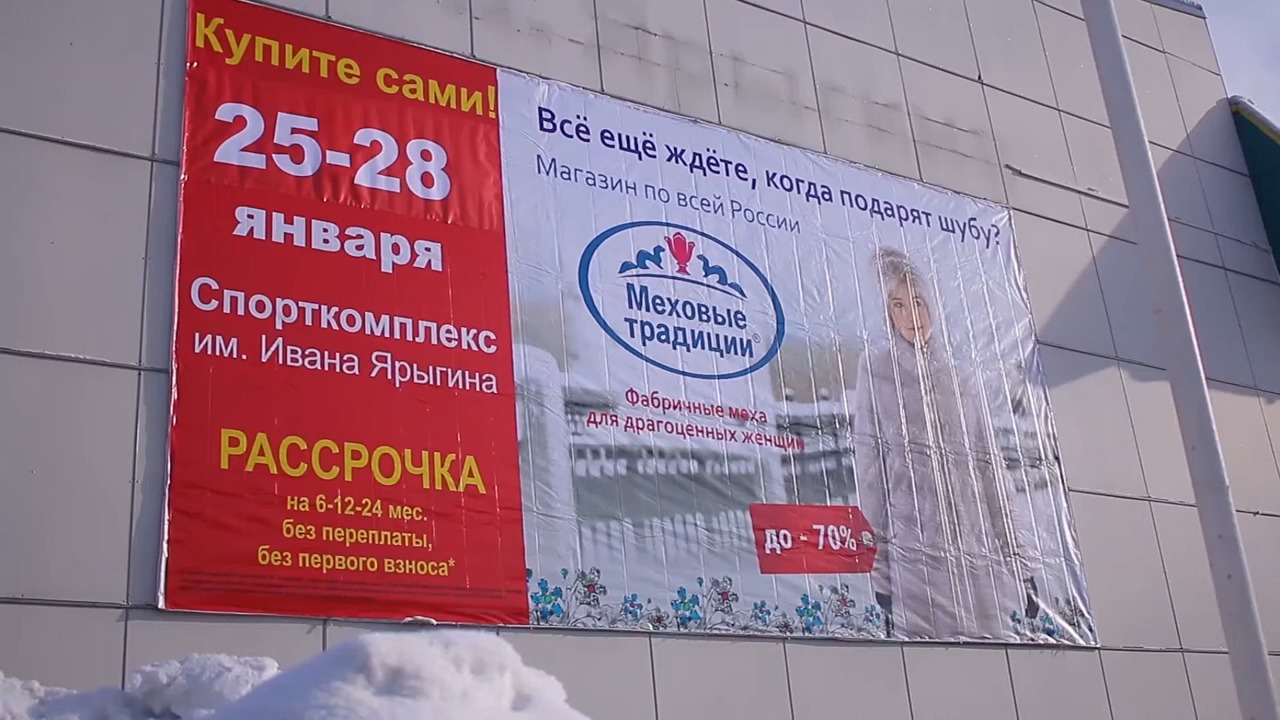 Купите сами!
25-28
января
Спорткомплекс
им. Ивана Ярыгина
РАССРОЧКА
на 6-12-24 мес.
без переплаты,
без первого взноса*
Всё ещё ждёте, когда подарят шубу?
Магазин по всей России
Меховые
традиции®
Фабричные меха
для драгоценных женщин
до - 70%